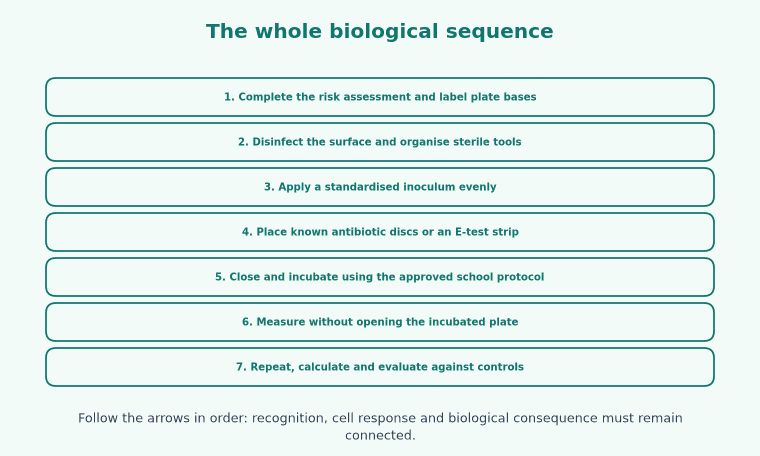 The whole biological sequence
1. Complete the risk assessment and label plate bases
2. Disinfect the surface and organise sterile tools
3. Apply a standardised inoculum evenly
4. Place known antibiotic discs or an E-test strip
5. Close and incubate using the approved school protocol
6. Measure without opening the incubated plate
7. Repeat, calculate and evaluate against controls
Follow the arrows in order: recognition, cell response and biological consequence must remain
connected.